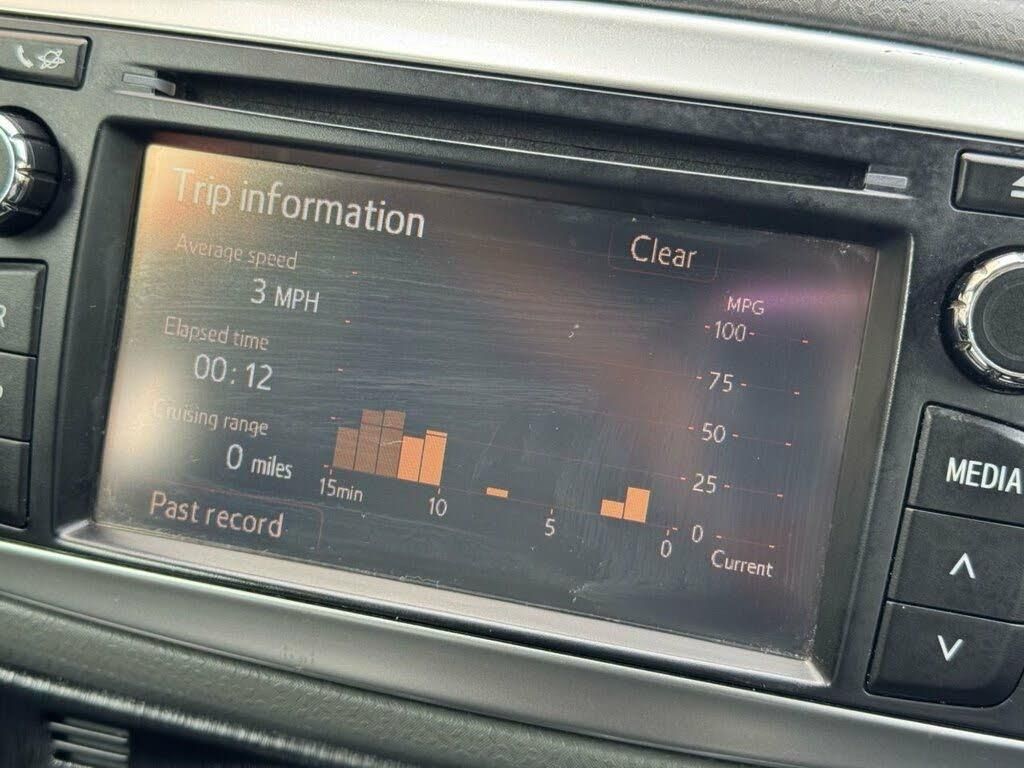 Trip information
Clear
Average speed
3 MPH
Elapsed time
00:12
Cruising range
0 miles
Past record
MPG
100
75
50
25
0
Current
15min
10
5
0
R
MEDIA